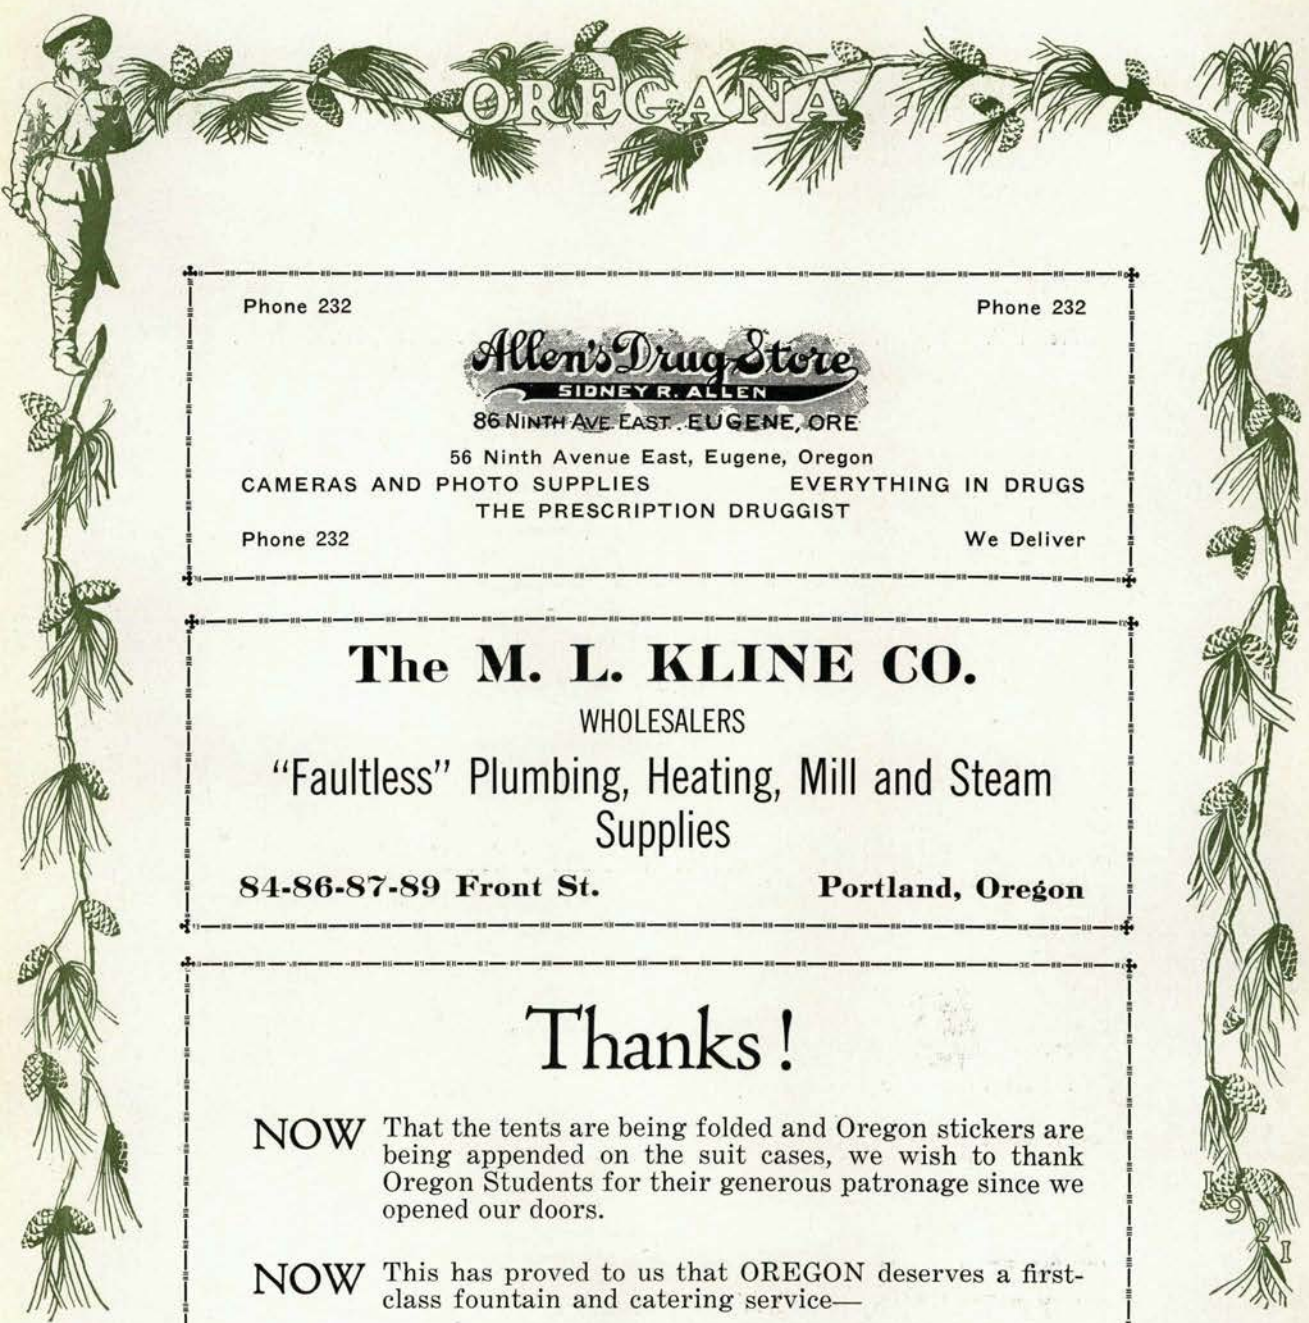 OREGANA
Phone 232 Phone 232
Allen's Drug Store
SIDNEY R. ALLEN
86 NINTH AVE EAST. EUGENE, ORE
56 Ninth Avenue East, Eugene, Oregon
CAMERAS AND PHOTO SUPPLIES EVERYTHING IN DRUGS
THE PRESCRIPTION DRUGGIST
Phone 232 We Deliver
The M. L. KLINE CO.
WHOLESALERS
"Faultless" Plumbing, Heating, Mill and Steam
Supplies
84-86-87-89 Front St. Portland, Oregon
Thanks!
NOW That the tents are being folded and Oregon stickers are
being appended on the suit cases, we wish to thank
Oregon Students for their generous patronage since we
opened our doors.
NOW This has proved to us that OREGON deserves a first-
class fountain and catering service—
1921